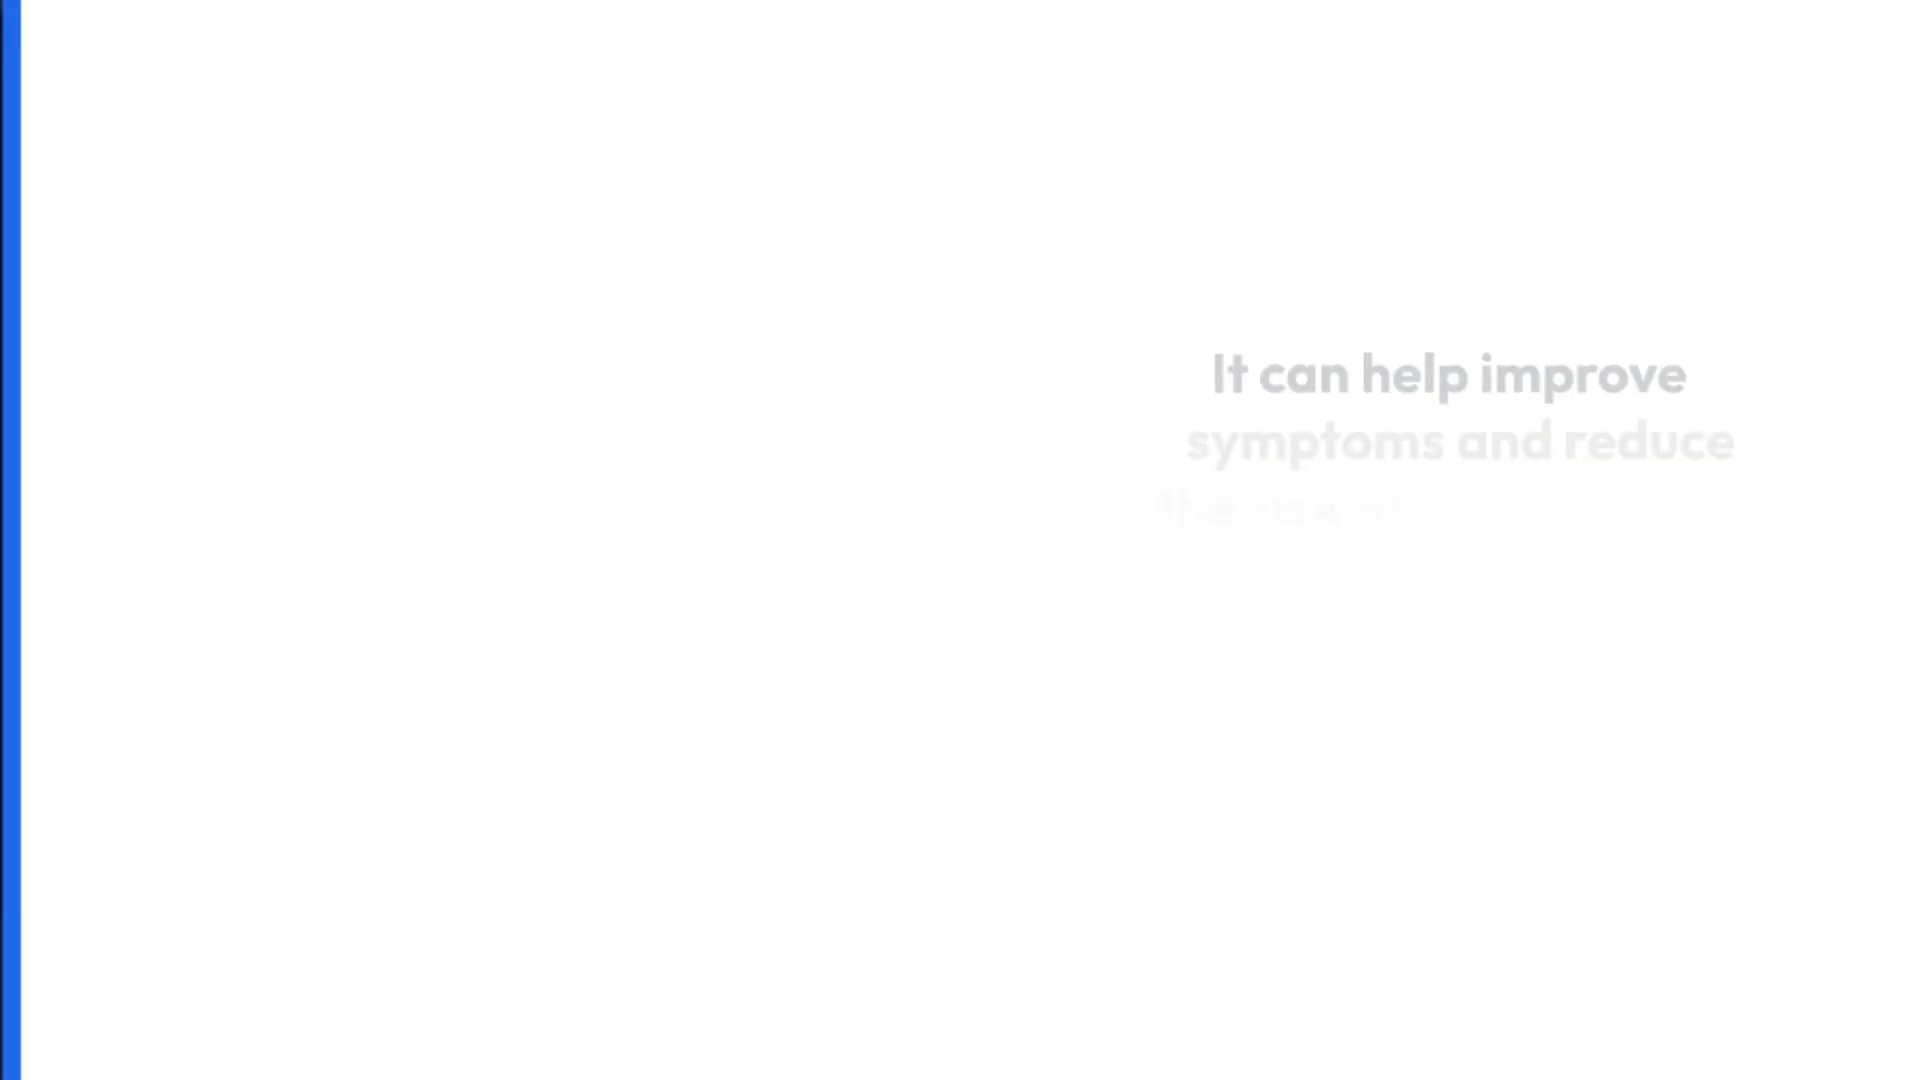 It can help improve
symptoms and reduce
the risk of